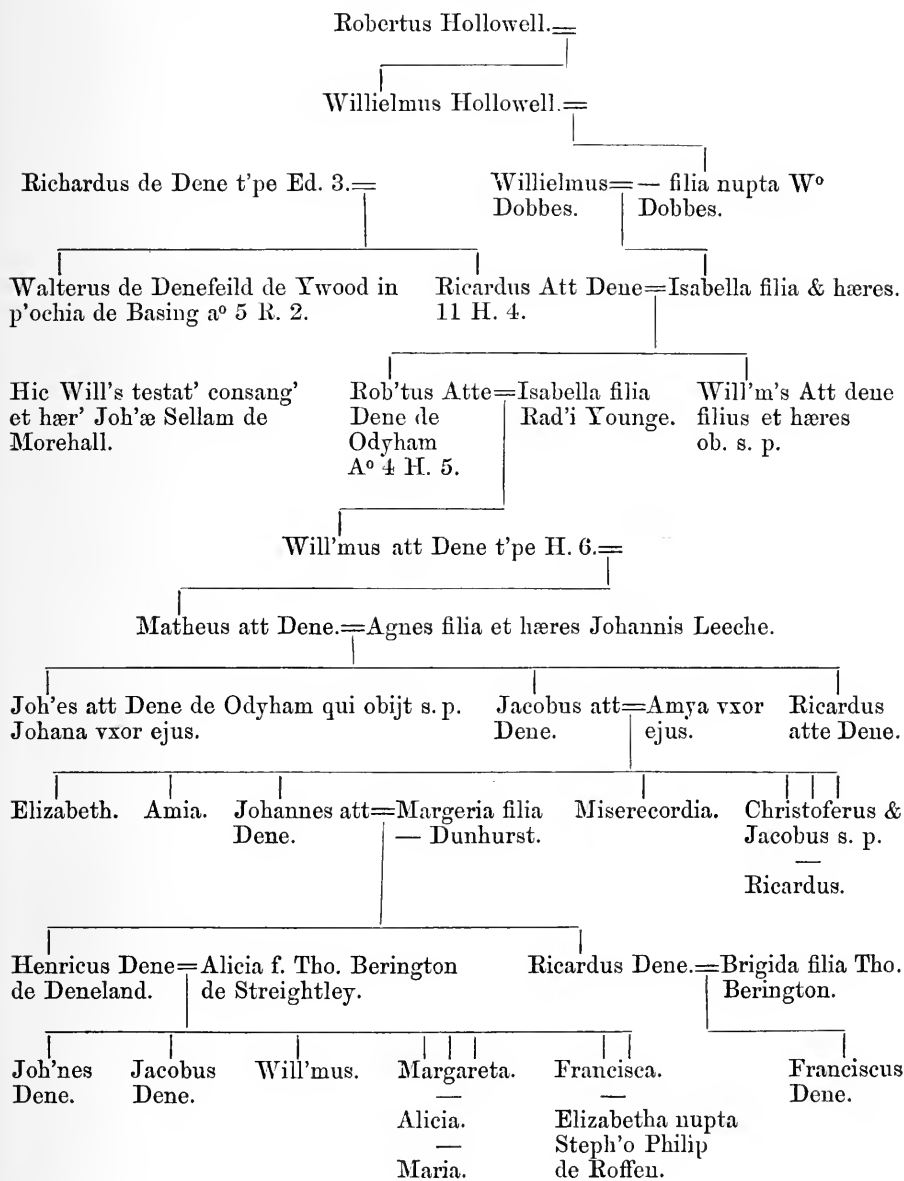 Robertus Hollowell.=
Willielmus Hollowell.=
Richardus de Dene t'pe Ed. 3.=
Willielmus= — filia nupta Wº
Dobbes. Dobbes.
Walterus de Denefeild de Ywood in
p'ochia de Basing aº 5 R. 2.
Ricardus Att Dene=Isabella filia & hæres.
11 H. 4.
Hic Will's testat' consang'
et hær' Joh'æ Sellam de
Morehall.
Rob'tus Atte=Isabella filia
Dene de Rad'i Younge.
Odyham
Aº 4 H. 5.
Will'm's Att dene
filius et hæres
ob. s. p.
Will'mus att Dene t'pe H. 6.=
Matheus att Dene.=Agnes filia et hæres Johannis Leeche.
Joh'es att Dene de Odyham qui obijt s. p.
Johana vxor ejus.
Jacobus att=Amya vxor
Dene. ejus.
Ricardus
atte Dene.
Elizabeth.
Amia.
Johannes att=Margeria filia
Dene. — Dunhurst.
Miserecordia.
Christoferus &
Jacobus s. p.
—
Ricardus.
Henricus Dene=Alicia f. Tho. Berington
de Deneland. de Streightley.
Ricardus Dene.=Brigida filia Tho.
Berington.
Joh'nes
Dene.
Jacobus
Dene.
Will'mus.
Margareta.
—
Alicia.
—
Maria.
Francisca.
—
Elizabetha nupta
Steph'o Philip
de Roffen.
Franciscus
Dene.